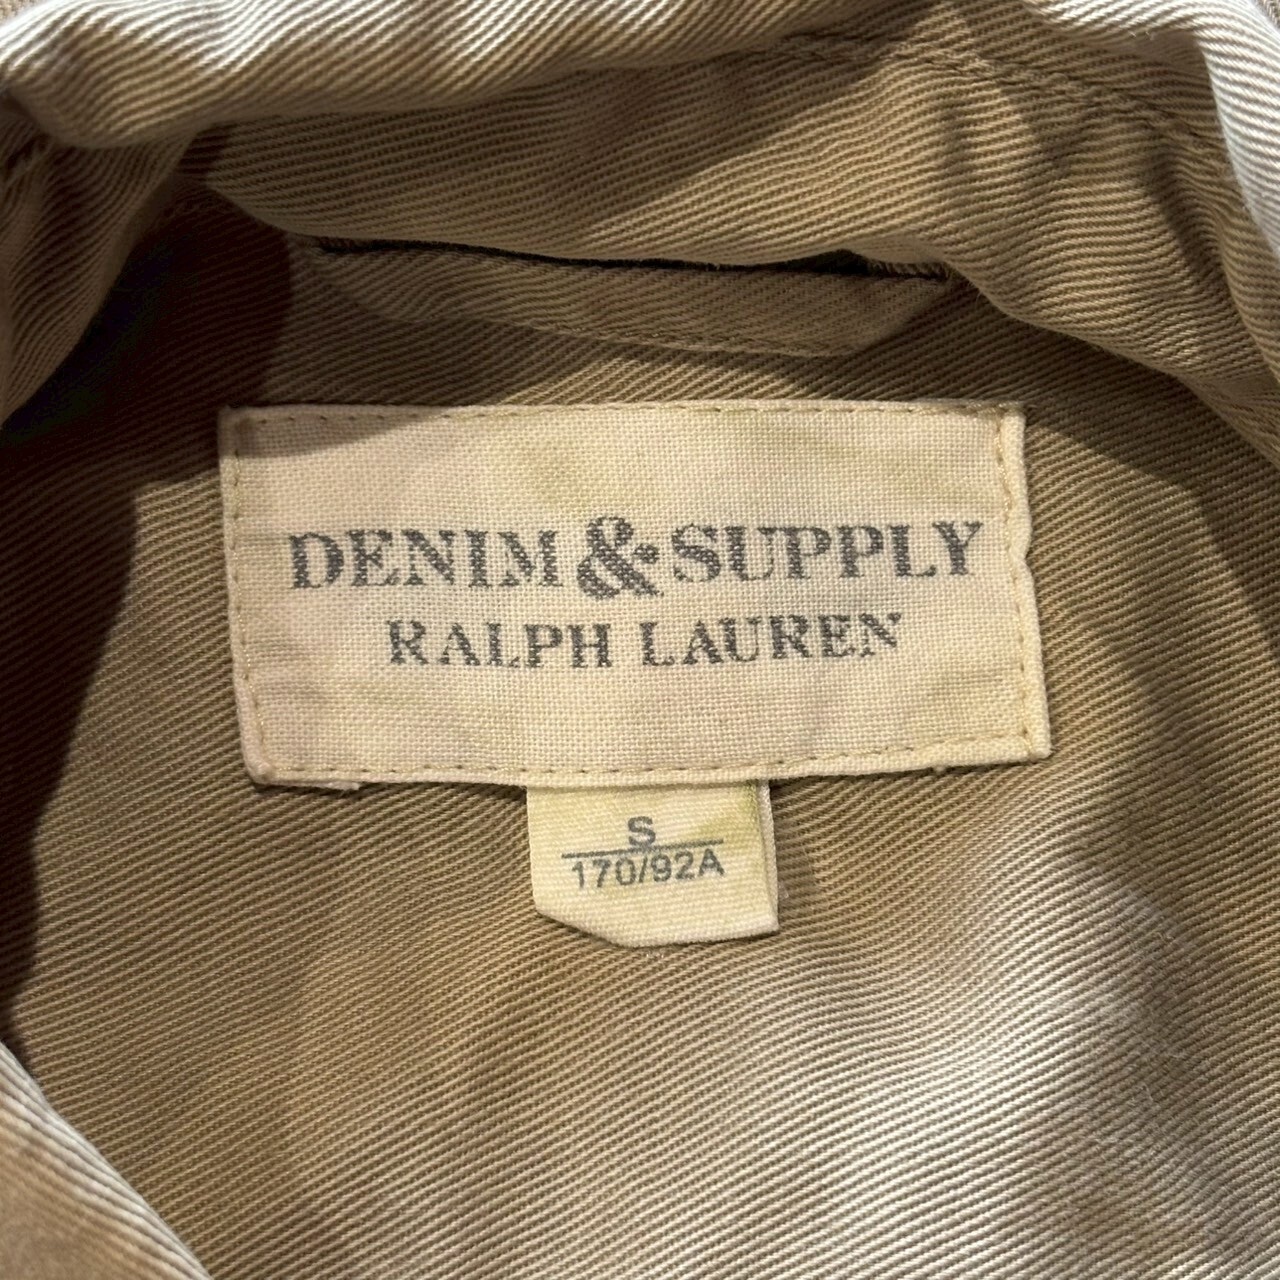 DENIM & SUPPLY
RALPH LAUREN
S
170/92A